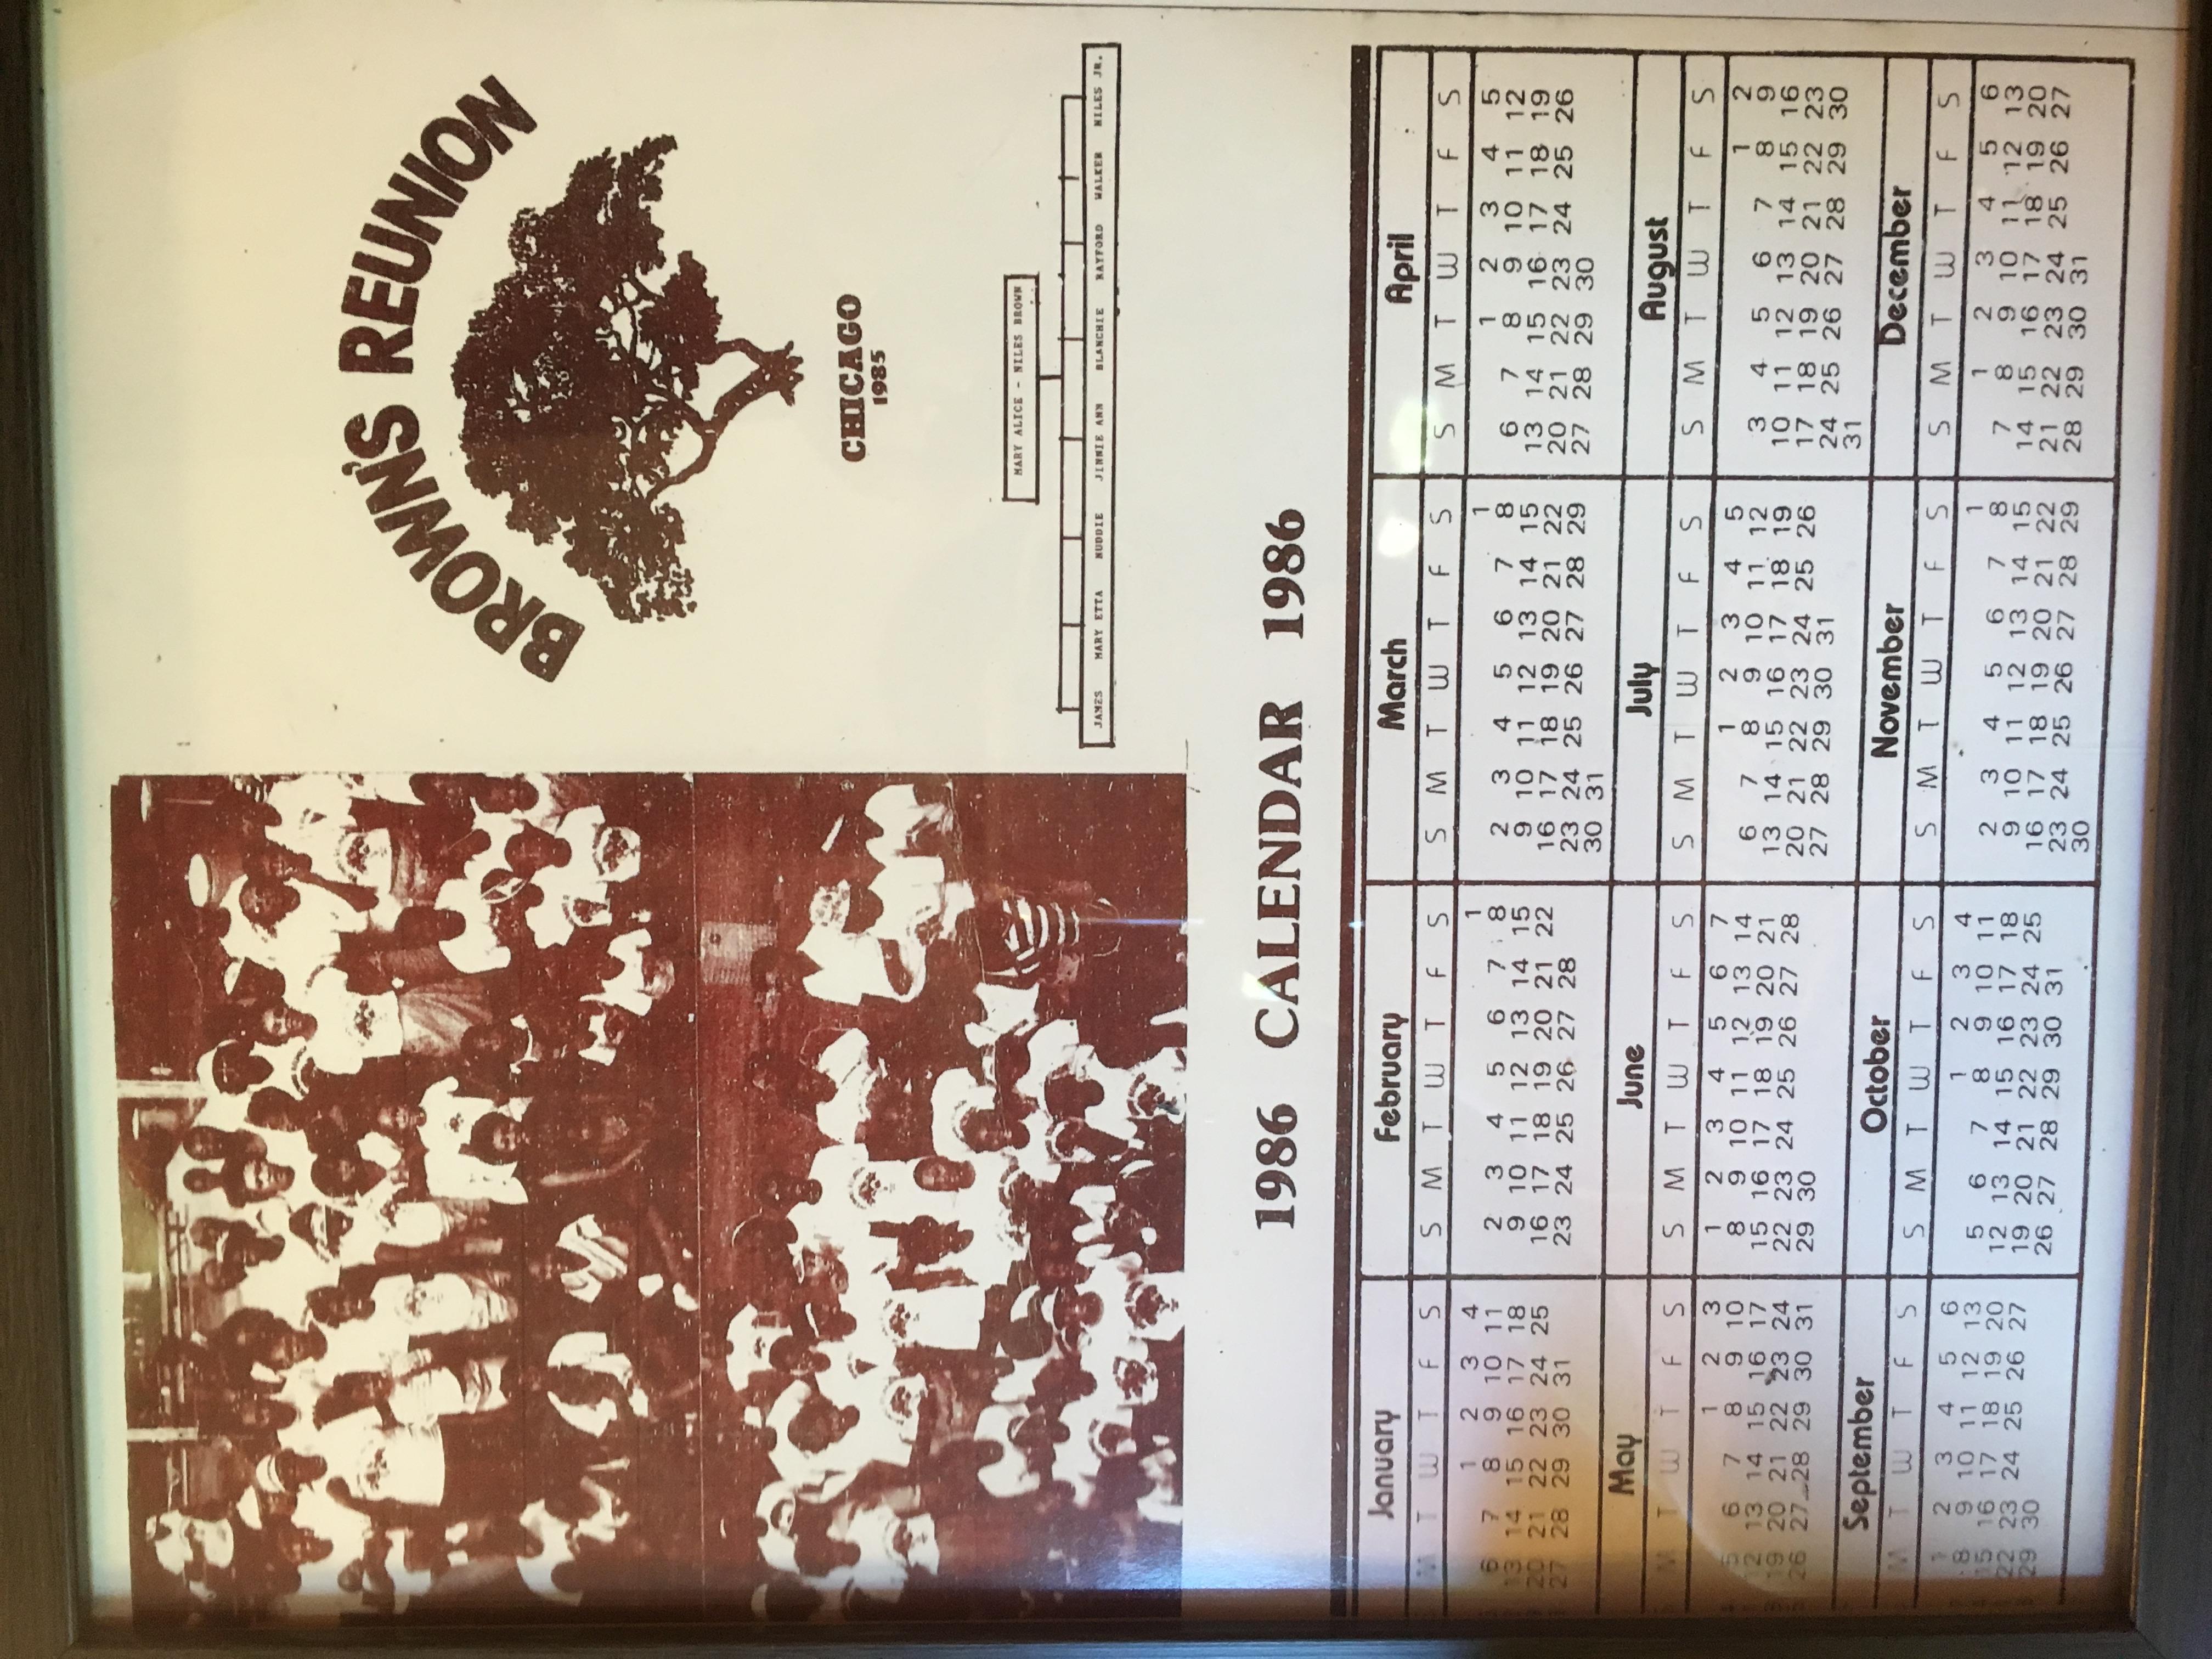 BROWN'S REUNION
CHICAGO
1985
MARY ALICE - NILES BROWN
JAMES MARY ETTA NUDDIE JINNIE ANN BLANCHIE RAYFORD WALKER NILES JR.
1986 CALENDAR 1986
January February March April
M T W T F S S M T W T F S S M T W T F S S M T W T F S
1 2 3 4 1 1 1 2 3 4 5
6 7 8 9 10 11 2 3 4 5 6 7 8 2 3 4 5 6 7 8 6 7 8 9 10 11 12
13 14 15 16 17 18 9 10 11 12 13 14 15 9 10 11 12 13 14 15 13 14 15 16 17 18 19
20 21 22 23 24 25 16 17 18 19 20 21 22 16 17 18 19 20 21 22 20 21 22 23 24 25 26
27 28 29 30 31 23 24 25 26 27 28 23 24 25 26 27 28 29 27 28 29 30
30 31
May June July August
M T W T F S S M T W T F S S M T W T F S S M T W T F S
1 2 3 1 2 3 4 5 6 7 1 2 3 4 5 1 2
5 6 7 8 9 10 8 9 10 11 12 13 14 6 7 8 9 10 11 12 3 4 5 6 7 8 9
12 13 14 15 16 17 15 16 17 18 19 20 21 13 14 15 16 17 18 19 10 11 12 13 14 15 16
19 20 21 22 23 24 22 23 24 25 26 27 28 20 21 22 23 24 25 26 17 18 19 20 21 22 23
26 27 28 29 30 31 29 30 27 28 29 30 31 24 25 26 27 28 29 30
31
September October November December
M T W T F S S M T W T F S S M T W T F S S M T W T F S
1 2 3 4 5 6 1 2 3 4 1 1 2 3 4 5 6
8 9 10 11 12 13 5 6 7 8 9 10 11 2 3 4 5 6 7 8 7 8 9 10 11 12 13
15 16 17 18 19 20 12 13 14 15 16 17 18 9 10 11 12 13 14 15 14 15 16 17 18 19 20
22 23 24 25 26 27 19 20 21 22 23 24 25 16 17 18 19 20 21 22 21 22 23 24 25 26 27
29 30 26 27 28 29 30 31 23 24 25 26 27 28 29 28 29 30 31
30